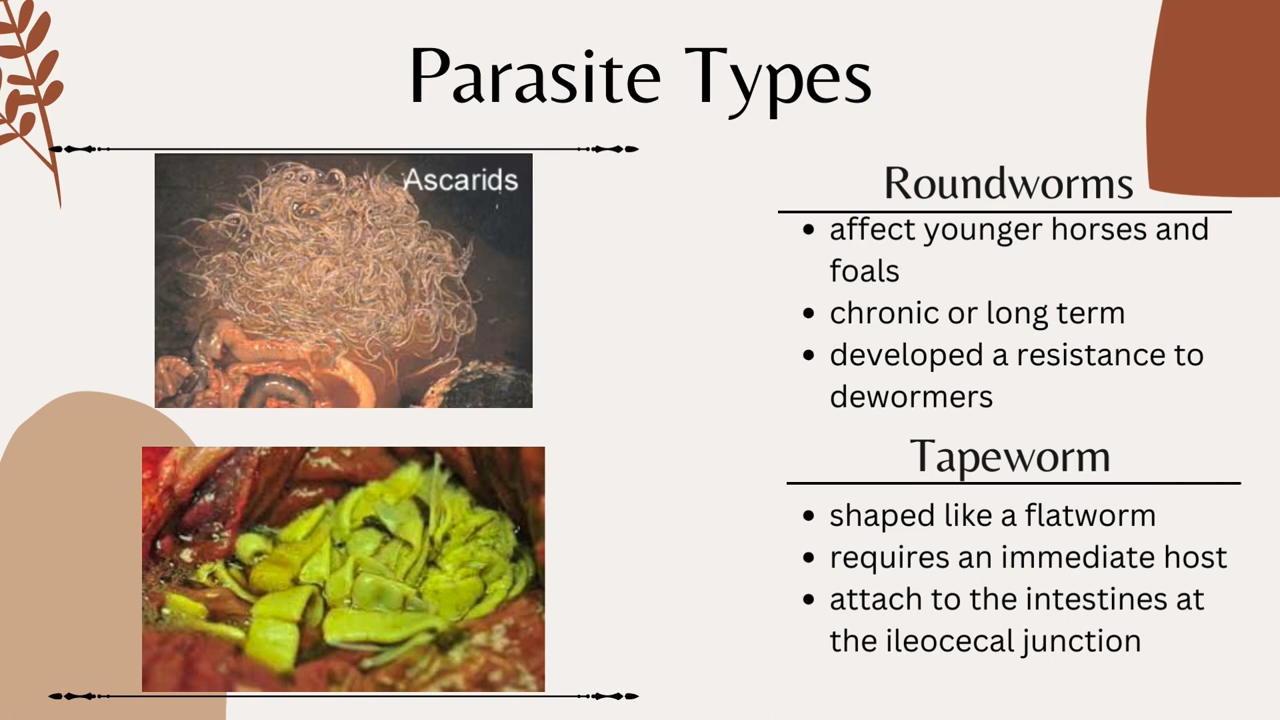 Parasite Types
Ascarids
Roundworms
• affect younger horses and
foals
• chronic or long term
• developed a resistance to
dewormers
Tapeworm
• shaped like a flatworm
• requires an immediate host
• attach to the intestines at
the ileocecal junction